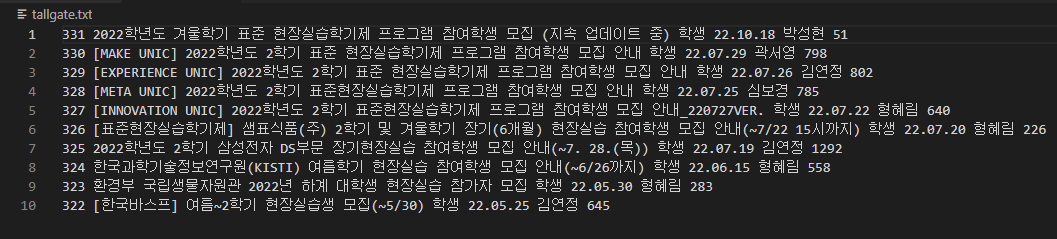 tallgate.txt
1 331 2022학년도 겨울학기 표준 현장실습학기제 프로그램 참여학생 모집 (지속 업데이트 중) 학생 22.10.18 박성현 51
2 330 [MAKE UNIC] 2022학년도 2학기 표준 현장실습학기제 프로그램 참여학생 모집 안내 학생 22.07.29 곽서영 798
3 329 [EXPERIENCE UNIC] 2022학년도 2학기 표준 현장실습학기제 프로그램 참여학생 모집 안내 학생 22.07.26 김연정 802
4 328 [META UNIC] 2022학년도 2학기 표준현장실습학기제 프로그램 참여학생 모집 안내 학생 22.07.25 심보경 785
5 327 [INNOVATION UNIC] 2022학년도 2학기 표준현장실습학기제 프로그램 참여학생 모집 안내_220727VER. 학생 22.07.22 형혜림 640
6 326 [표준현장실습학기제] 샘표식품(주) 2학기 및 겨울학기 장기(6개월) 현장실습 참여학생 모집 안내(~7/22 15시까지) 학생 22.07.20 형혜림 226
7 325 2022학년도 2학기 삼성전자 DS부문 장기현장실습 참여학생 모집 안내(~7. 28.(목)) 학생 22.07.19 김연정 1292
8 324 한국과학기술정보연구원(KISTI) 여름학기 현장실습 참여학생 모집 안내(~6/26까지) 학생 22.06.15 형혜림 558
9 323 환경부 국립생물자원관 2022년 하계 대학생 현장실습 참가자 모집 학생 22.05.30 형혜림 283
10 322 [한국바스프] 여름~2학기 현장실습생 모집(~5/30) 학생 22.05.25 김연정 645